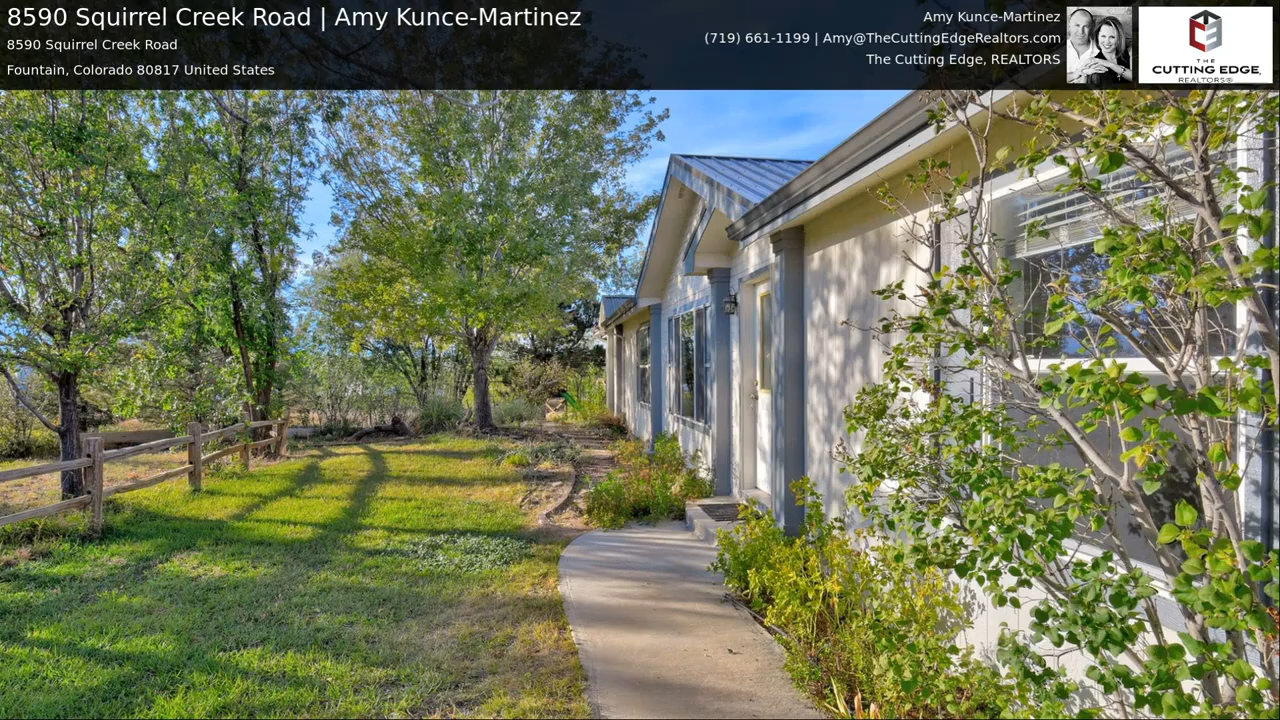 8590 Squirrel Creek Road | Amy Kunce-Martinez
8590 Squirrel Creek Road
Fountain, Colorado 80817 United States
Amy Kunce-Martinez
(719) 661-1199 | Amy@TheCuttingEdgeRealtors.com
The Cutting Edge, REALTORS
THE
CUTTING EDGE,
REALTORS®